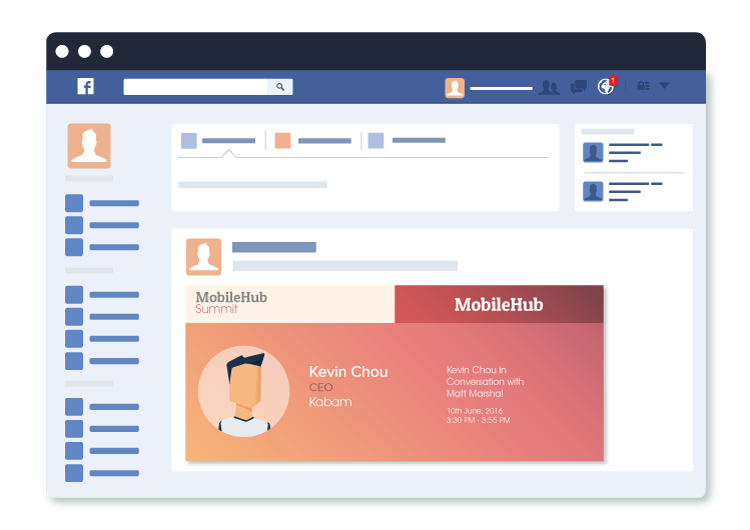 f
1
MobileHub
Summit
MobileHub
Kevin Chou
CEO
Kabam
Kevin Chou in
Conversation with
Matt Marshal
10th June, 2016
3:30 PM - 3:55 PM